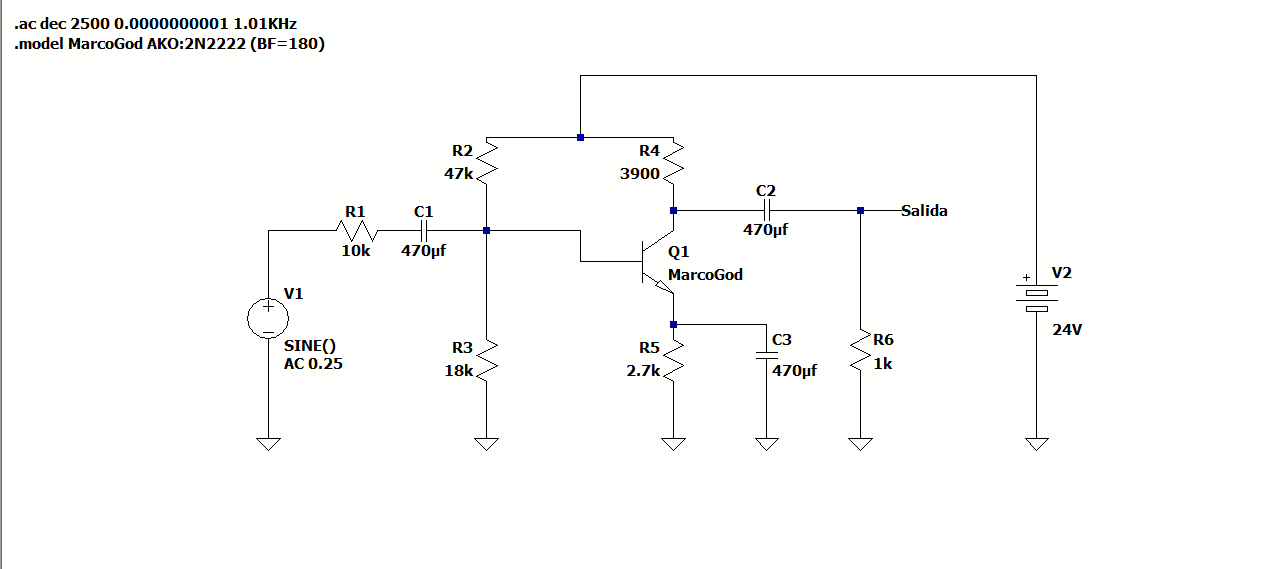 .ac dec 2500 0.0000000001 1.01KHz
.model MarcoGod AKO:2N2222 (BF=180)
R2
47k
R4
3900
R1
10k
C1
470µf
C2
470µf
Salida
Q1
MarcoGod
V1
+
SINE()
AC 0.25
V2
+
24V
R3
18k
R5
2.7k
C3
470µf
R6
1k